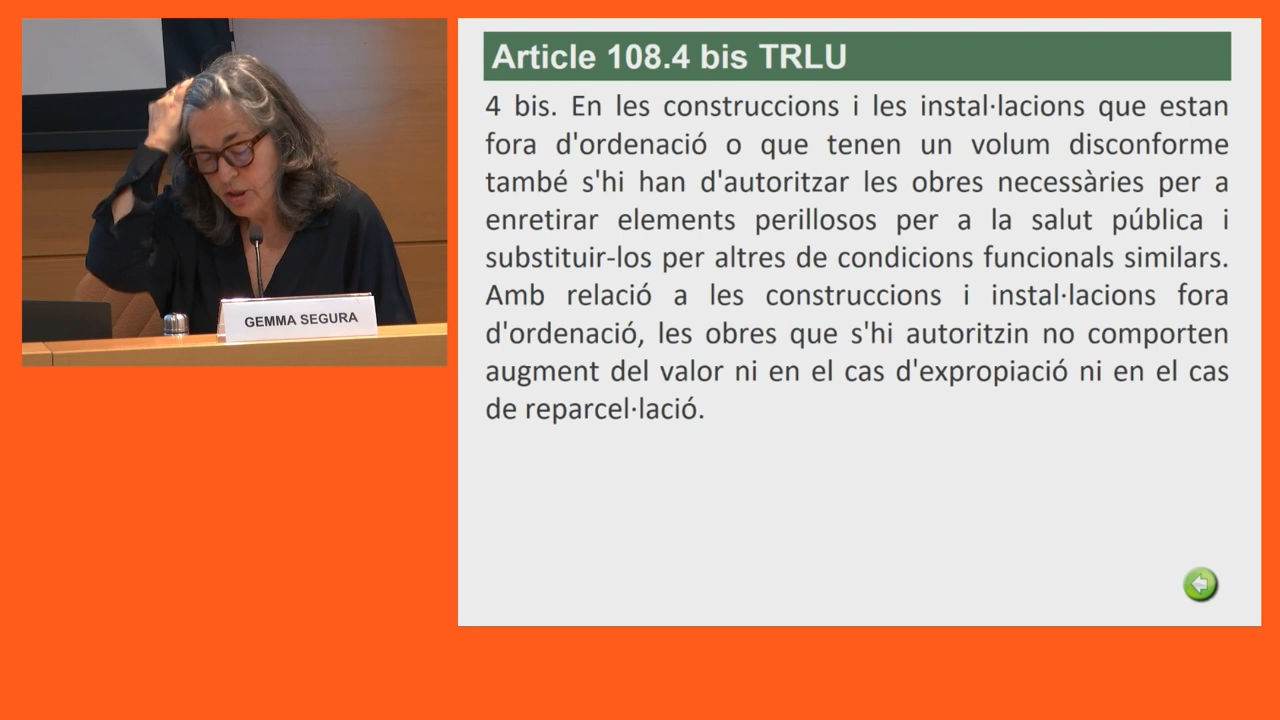 GEMMA SEGURA
Article 108.4 bis TRLU
4 bis. En les construccions i les instal·lacions que estan
fora d'ordenació o que tenen un volum disconforme
també s'hi han d'autoritzar les obres necessàries per a
enretirar elements perillosos per a la salut pública i
substituir-los per altres de condicions funcionals similars.
Amb relació a les construccions i instal·lacions fora
d'ordenació, les obres que s'hi autoritzin no comporten
augment del valor ni en el cas d'expropiació ni en el cas
de reparcel·lació.